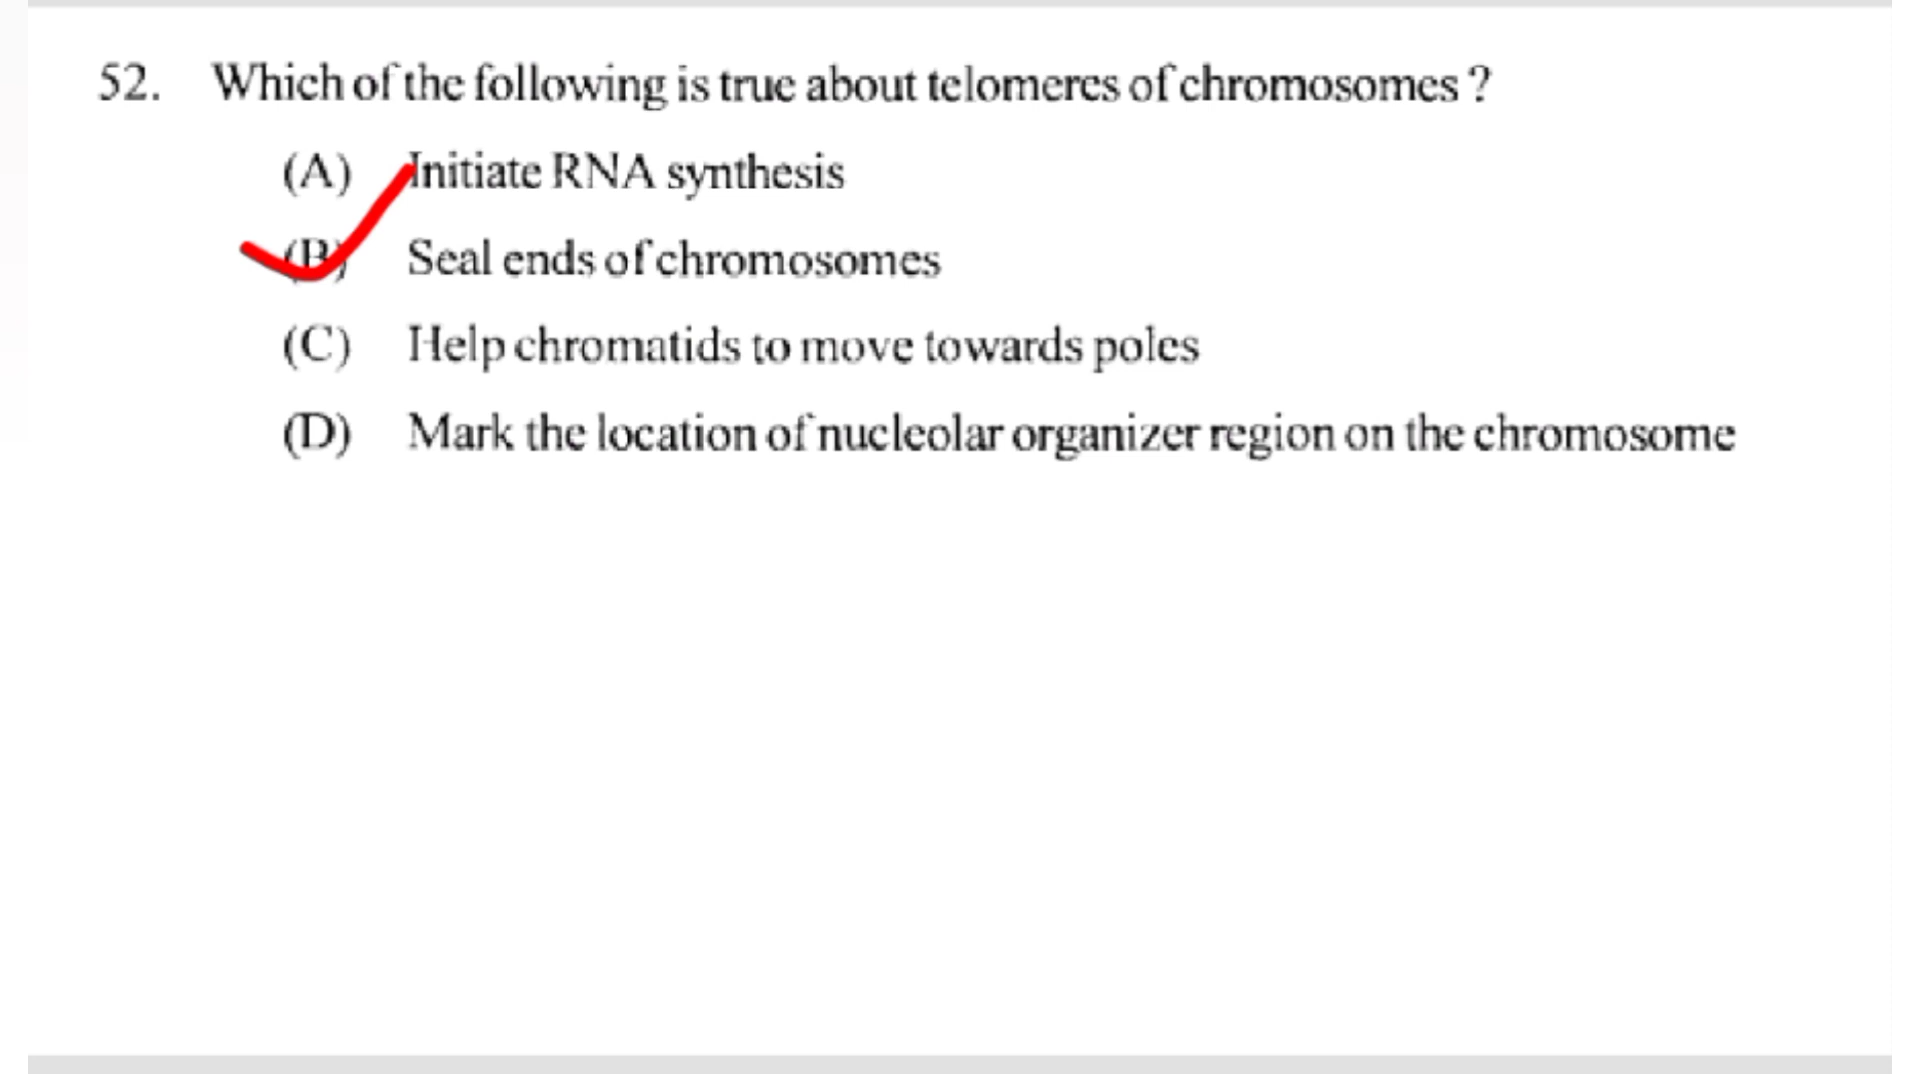 52. Which of the following is true about telomeres of chromosomes ?
(A) Initiate RNA synthesis
(B) Seal ends of chromosomes
(C) Help chromatids to move towards poles
(D) Mark the location of nucleolar organizer region on the chromosome